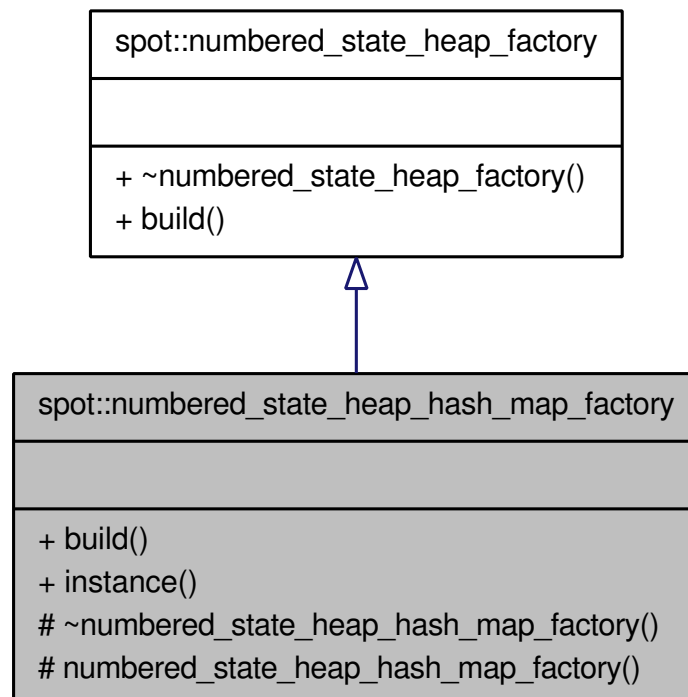 spot::numbered_state_heap_factory
+ ~numbered_state_heap_factory()
+ build()
spot::numbered_state_heap_hash_map_factory
+ build()
+ instance()
# ~numbered_state_heap_hash_map_factory()
# numbered_state_heap_hash_map_factory()